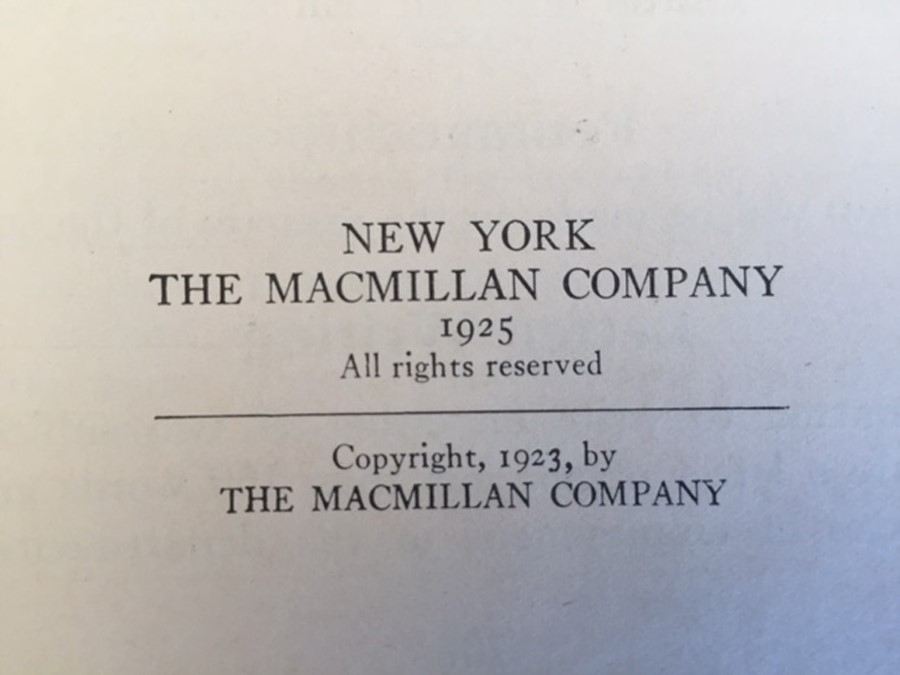 NEW YORK
THE MACMILLAN COMPANY
1925
All rights reserved
Copyright, 1923, by
THE MACMILLAN COMPANY